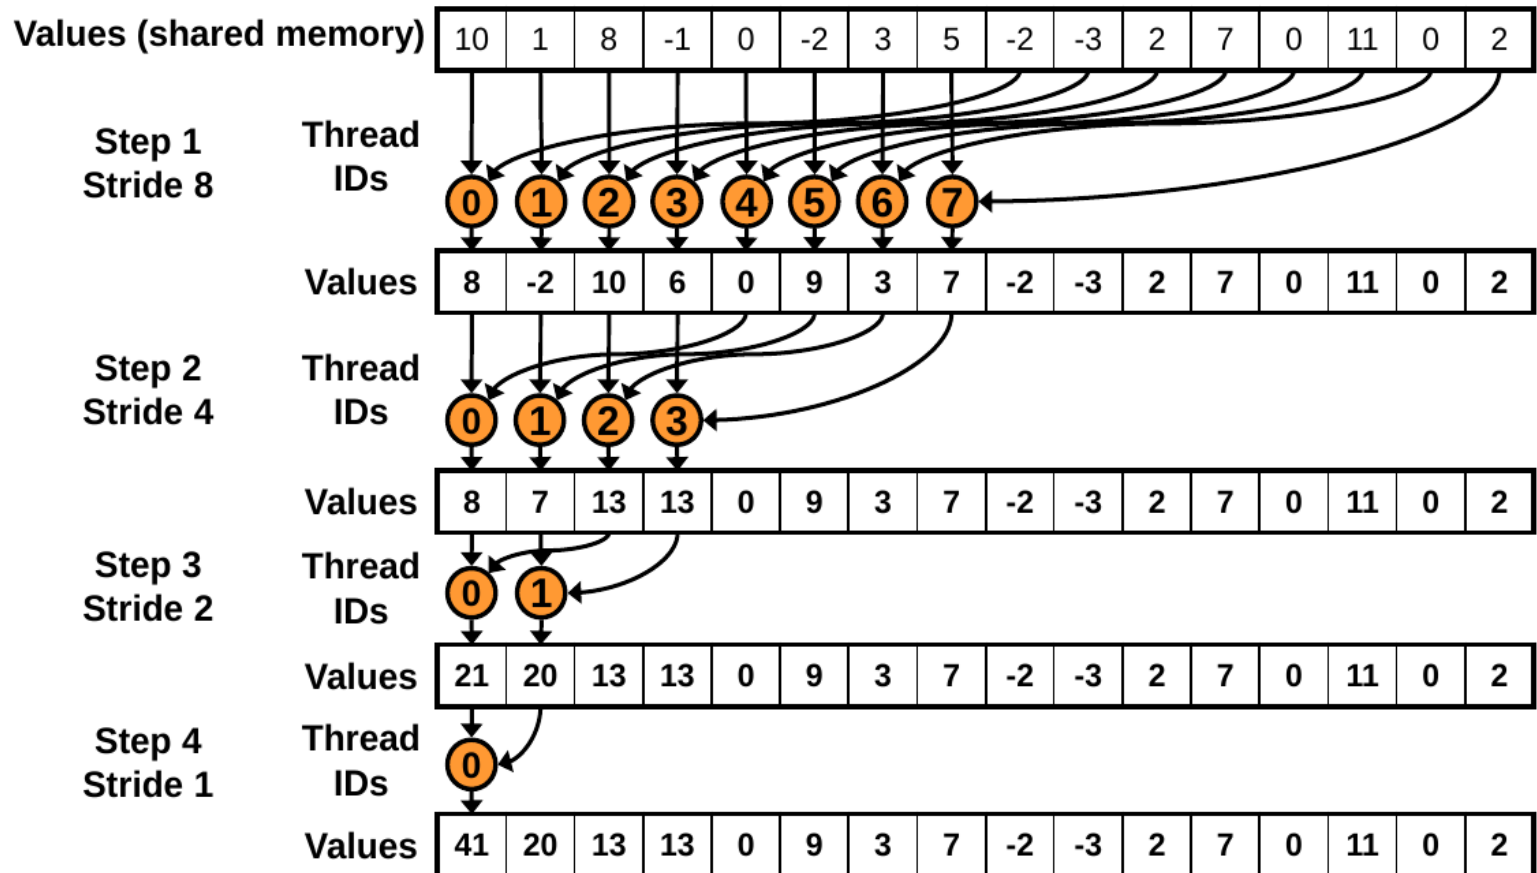 Values (shared memory) 10 1 8 -1 0 -2 3 5 -2 -3 2 7 0 11 0 2
Step 1 Thread
Stride 8 IDs
0 1 2 3 4 5 6 7
Values 8 -2 10 6 0 9 3 7 -2 -3 2 7 0 11 0 2
Step 2 Thread
Stride 4 IDs
0 1 2 3
Values 8 7 13 13 0 9 3 7 -2 -3 2 7 0 11 0 2
Step 3 Thread
Stride 2 IDs
0 1
Values 21 20 13 13 0 9 3 7 -2 -3 2 7 0 11 0 2
Step 4 Thread
Stride 1 IDs
0
Values 41 20 13 13 0 9 3 7 -2 -3 2 7 0 11 0 2